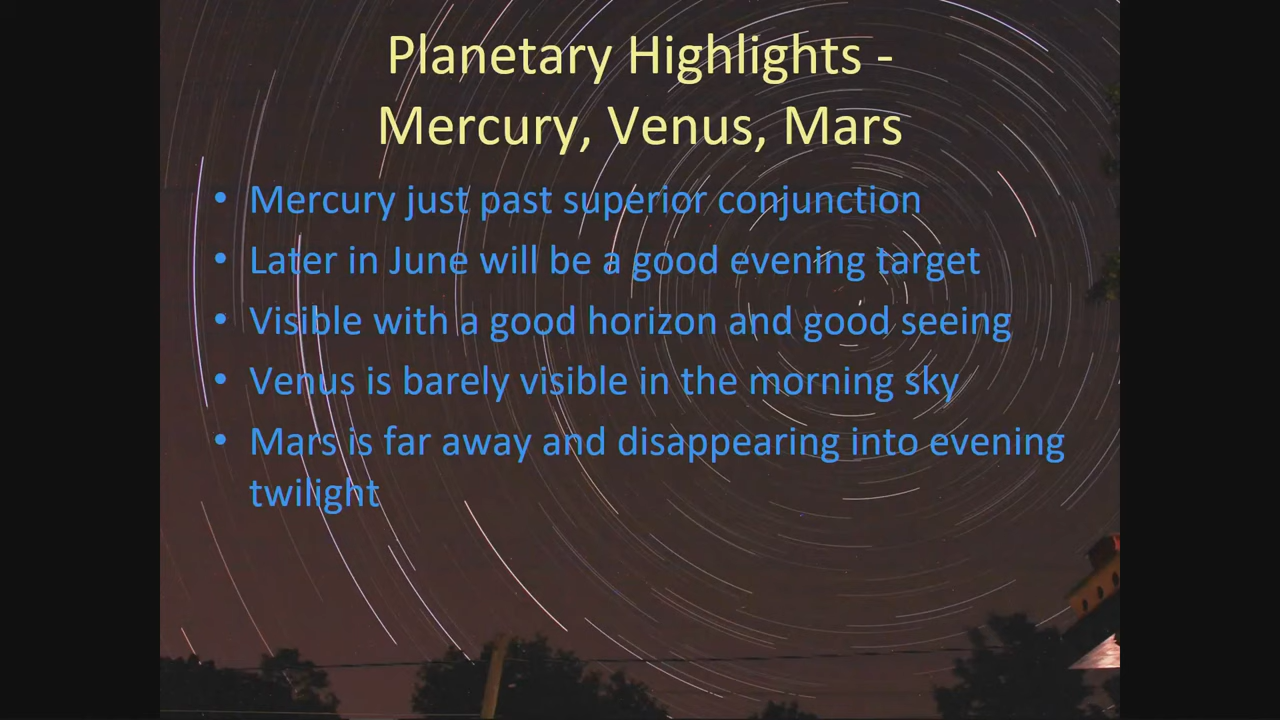 Planetary Highlights -
Mercury, Venus, Mars
• Mercury just past superior conjunction
• Later in June will be a good evening target
• Visible with a good horizon and good seeing
• Venus is barely visible in the morning sky
• Mars is far away and disappearing into evening
twilight